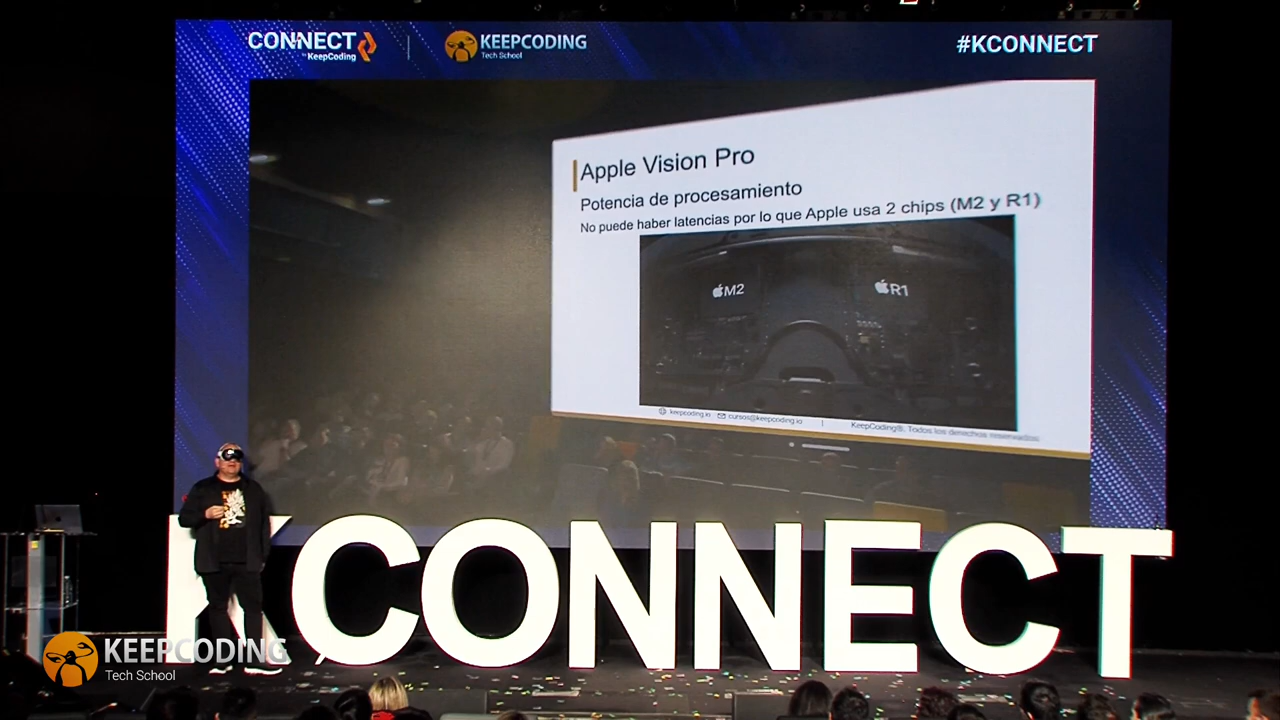 CONNECT
by KeepCoding
KEEPCODING
Tech School
#KCONNECT
Apple Vision Pro
Potencia de procesamiento
No puede haber latencias por lo que Apple usa 2 chips (M2 y R1)
M2
R1
keepcoding.io
cursos@keepcoding.io
|
KeepCoding®. Todos los derechos reservados
KCONNECT
KEEPCODING
Tech School